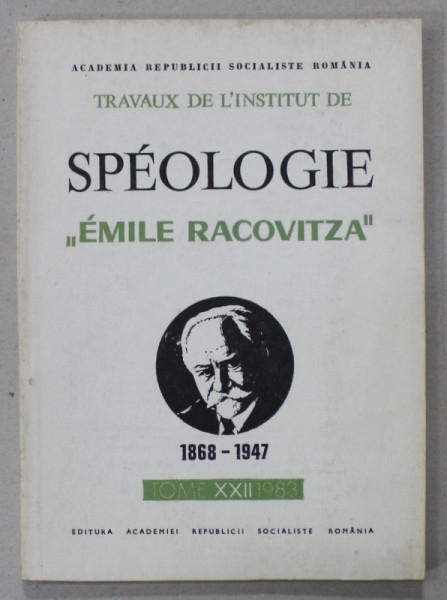 ACADEMIA REPUBLICII SOCIALISTE ROMÂNIA
TRAVAUX DE L'INSTITUT DE
SPÉOLOGIE
„ÉMILE RACOVITZA"
1868 - 1947
TOME XXII 1983
EDITURA ACADEMIEI REPUBLICII SOCIALISTE ROMÂNIA